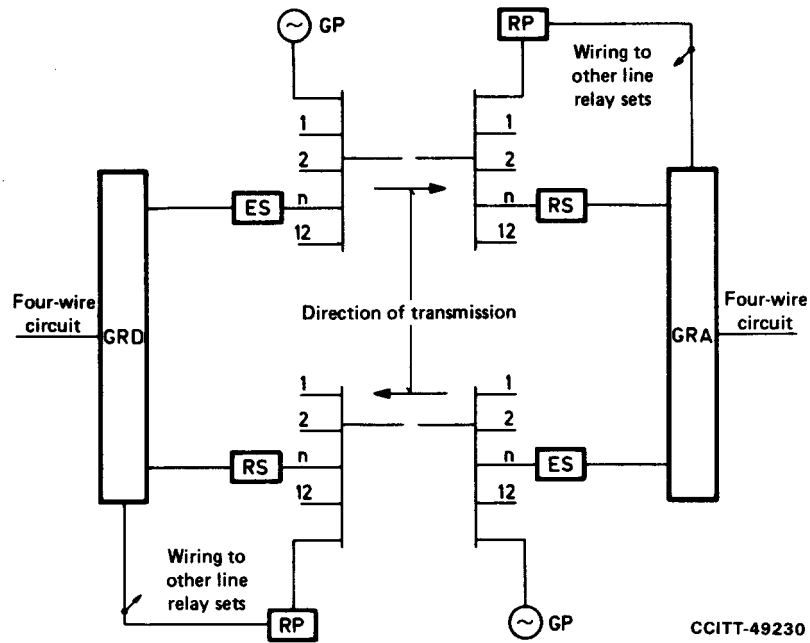 GP
RP
Wiring to
other line
relay sets
1
2
n
12
ES
1
2
n
12
RS
Four-wire
circuit
GRD
Direction of transmission
GRA
Four-wire
circuit
1
2
n
12
RS
1
2
n
12
ES
Wiring to
other line
relay sets
RP
GP
CCITT-49230